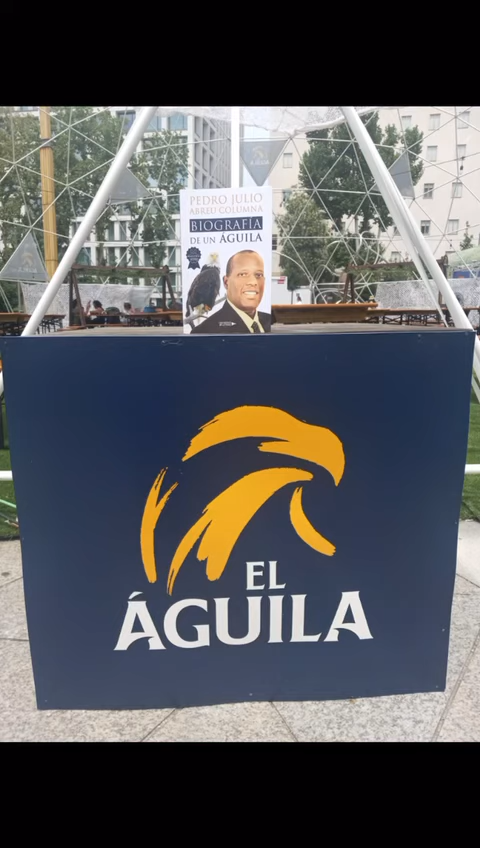 PEDRO JULIO
ABREU COLUMNA
BIOGRAFÍA
DE UN ÁGUILA
EL
ÁGUILA